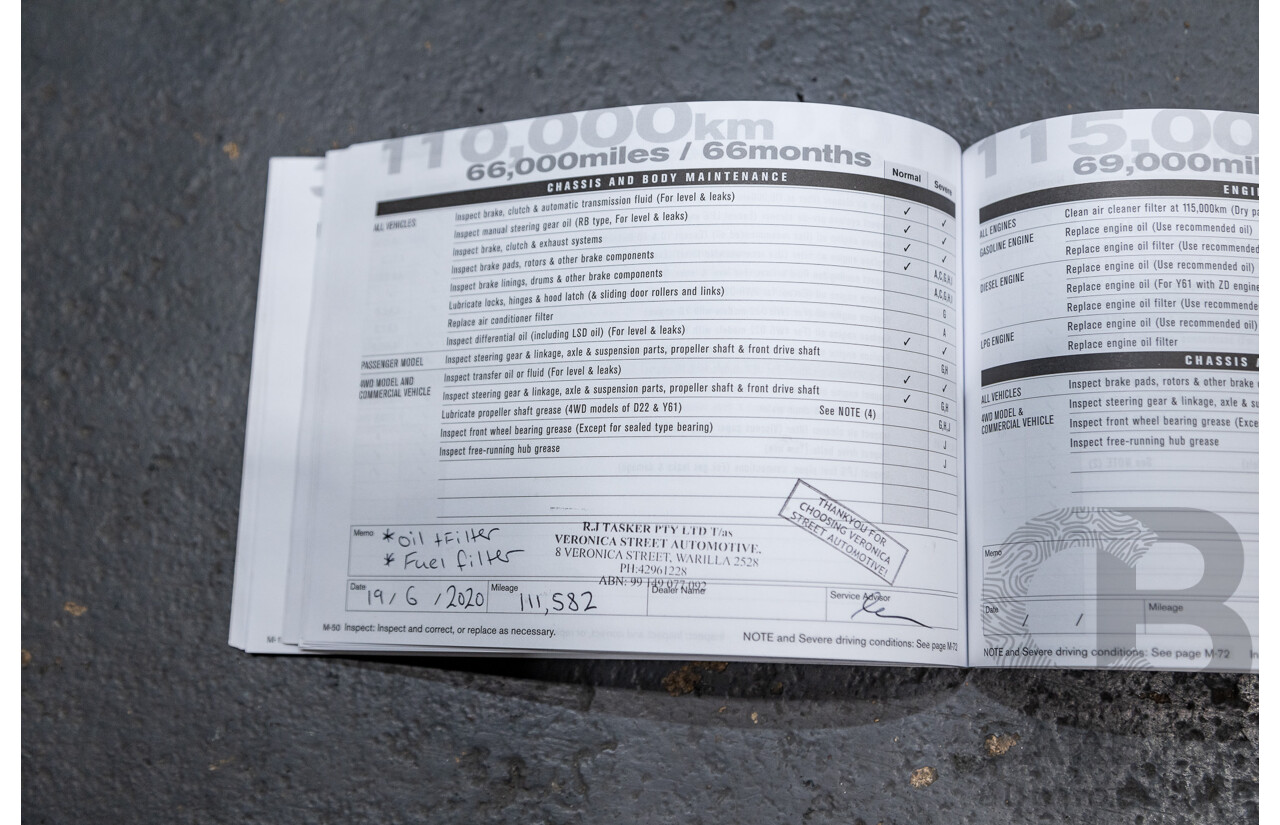 110,000km
66,000miles / 66months
Normal
Severe
CHASSIS AND BODY MAINTENANCE
ALL VEHICLES
Inspect brake, clutch & automatic transmission fluid (For level & leaks) ✓ ✓
Inspect manual steering gear oil (RB type, For level & leaks) ✓ ✓
Inspect brake, clutch & exhaust systems ✓ ✓
Inspect brake pads, rotors & other brake components ✓ A,C,G,H
Inspect brake linings, drums & other brake components A,C,G,H
Lubricate locks, hinges & hood latch (& sliding door rollers and links) G
Replace air conditioner filter A
Inspect differential oil (including LSD oil) (For level & leaks) ✓ ✓
PASSENGER MODEL
Inspect steering gear & linkage, axle & suspension parts, propeller shaft & front drive shaft G,H
4WD MODEL AND
COMMERCIAL VEHICLE
Inspect transfer oil or fluid (For level & leaks) ✓ ✓
Inspect steering gear & linkage, axle & suspension parts, propeller shaft & front drive shaft ✓ G,H
Lubricate propeller shaft grease (4WD models of D22 & Y61) See NOTE (4) G,H,J
Inspect front wheel bearing grease (Except for sealed type bearing) J
Inspect free-running hub grease J
Memo
* Oil + Filter
* Fuel filter
R.J TASKER PTY LTD T/as
VERONICA STREET AUTOMOTIVE.
8 VERONICA STREET, WARILLA 2528
PH:42961228
ABN: 99 149 077 092
THANKYOU FOR
CHOOSING VERONICA
STREET AUTOMOTIVE!
Date 19 / 6 / 2020
Mileage 111,582
Dealer Name
Service Advisor
M-50 Inspect: Inspect and correct, or replace as necessary.
NOTE and Severe driving conditions: See page M-72
115,00
69,000mil
ENGI
ALL ENGINES
Clean air cleaner filter at 115,000km (Dry pa
GASOLINE ENGINE
Replace engine oil (Use recommended oil)
Replace engine oil filter (Use recommended
DIESEL ENGINE
Replace engine oil (Use recommended oil)
Replace engine oil (For Y61 with ZD engine
Replace engine oil filter (Use recommende
LPG ENGINE
Replace engine oil (Use recommended oil)
Replace engine oil filter
CHASSIS A
ALL VEHICLES
Inspect brake pads, rotors & other brake
4WD MODEL &
COMMERCIAL VEHICLE
Inspect steering gear & linkage, axle & su
Inspect front wheel bearing grease (Exce
Inspect free-running hub grease
Memo
Date / /
Mileage
NOTE and Severe driving conditions: See page M-72 In
B